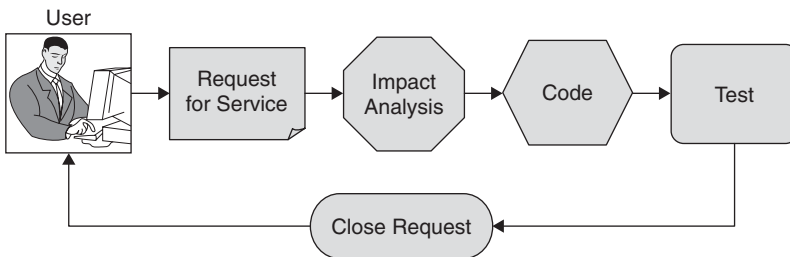 User
Request
for Service
Impact
Analysis
Code
Test
Close Request